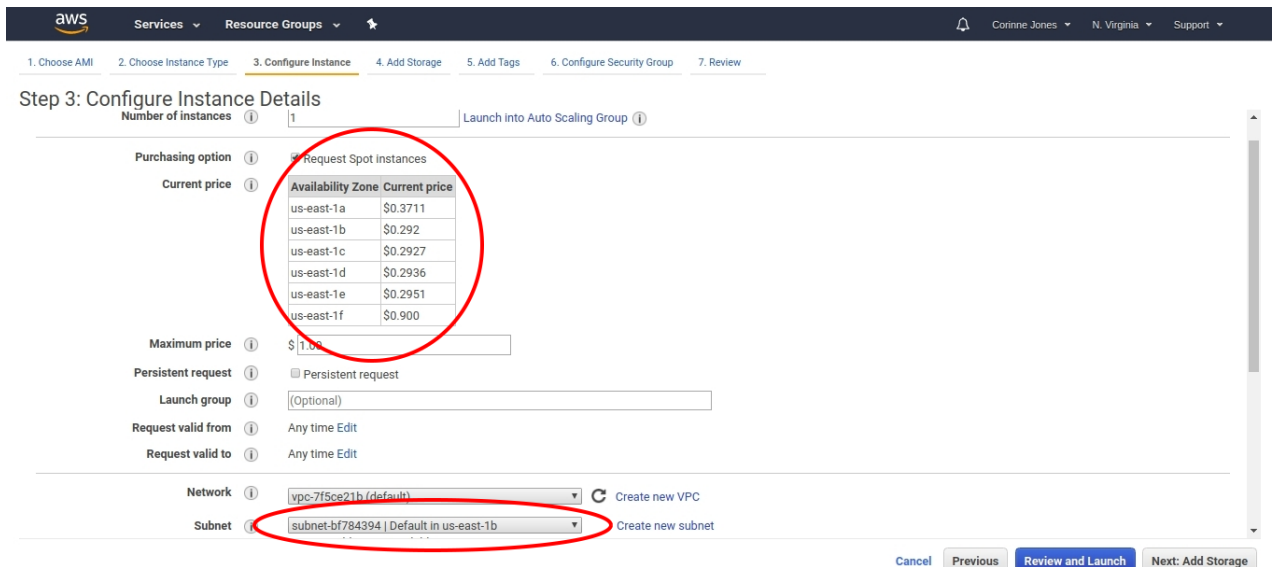 aws Services Resource Groups Corinne Jones N. Virginia Support
1. Choose AMI 2. Choose Instance Type 3. Configure Instance 4. Add Storage 5. Add Tags 6. Configure Security Group 7. Review
Step 3: Configure Instance Details
Number of instances 1 Launch into Auto Scaling Group
Purchasing option Request Spot instances
Current price Availability Zone Current price
us-east-1a $0.3711
us-east-1b $0.292
us-east-1c $0.2927
us-east-1d $0.2936
us-east-1e $0.2951
us-east-1f $0.900
Maximum price $ 1.00
Persistent request Persistent request
Launch group (Optional)
Request valid from Any time Edit
Request valid to Any time Edit
Network vpc-7f5ce21b (default) Create new VPC
Subnet subnet-bf784394 | Default in us-east-1b Create new subnet
Cancel Previous Review and Launch Next: Add Storage